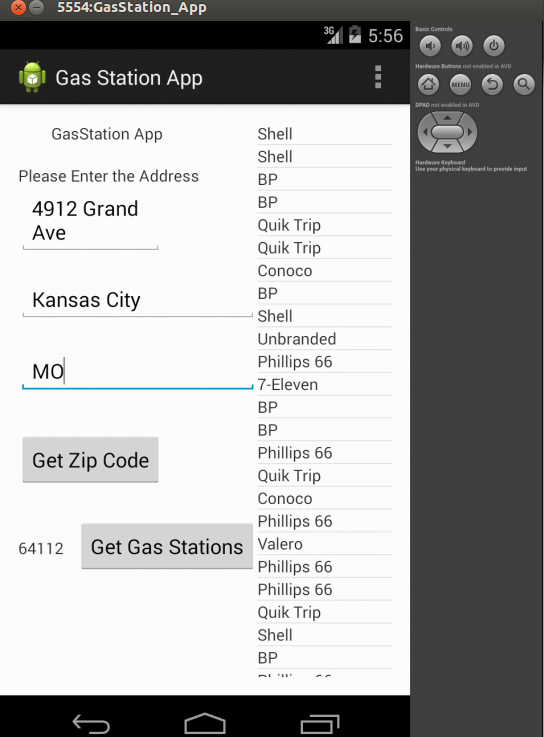 5554:GasStation_App
3G
5:56
Gas Station App
GasStation App
Please Enter the Address
4912 Grand
Ave
Kansas City
MO
Get Zip Code
64112
Get Gas Stations
Shell
Shell
BP
BP
Quik Trip
Quik Trip
Conoco
BP
Shell
Unbranded
Phillips 66
7-Eleven
BP
BP
Phillips 66
Quik Trip
Conoco
Phillips 66
Valero
Phillips 66
Phillips 66
Quik Trip
Shell
BP
Phillips 66
Basic Controls
Hardware Buttons not enabled in AVD
MENU
DPAD not enabled in AVD
Hardware Keyboard
Use your physical keyboard to provide input